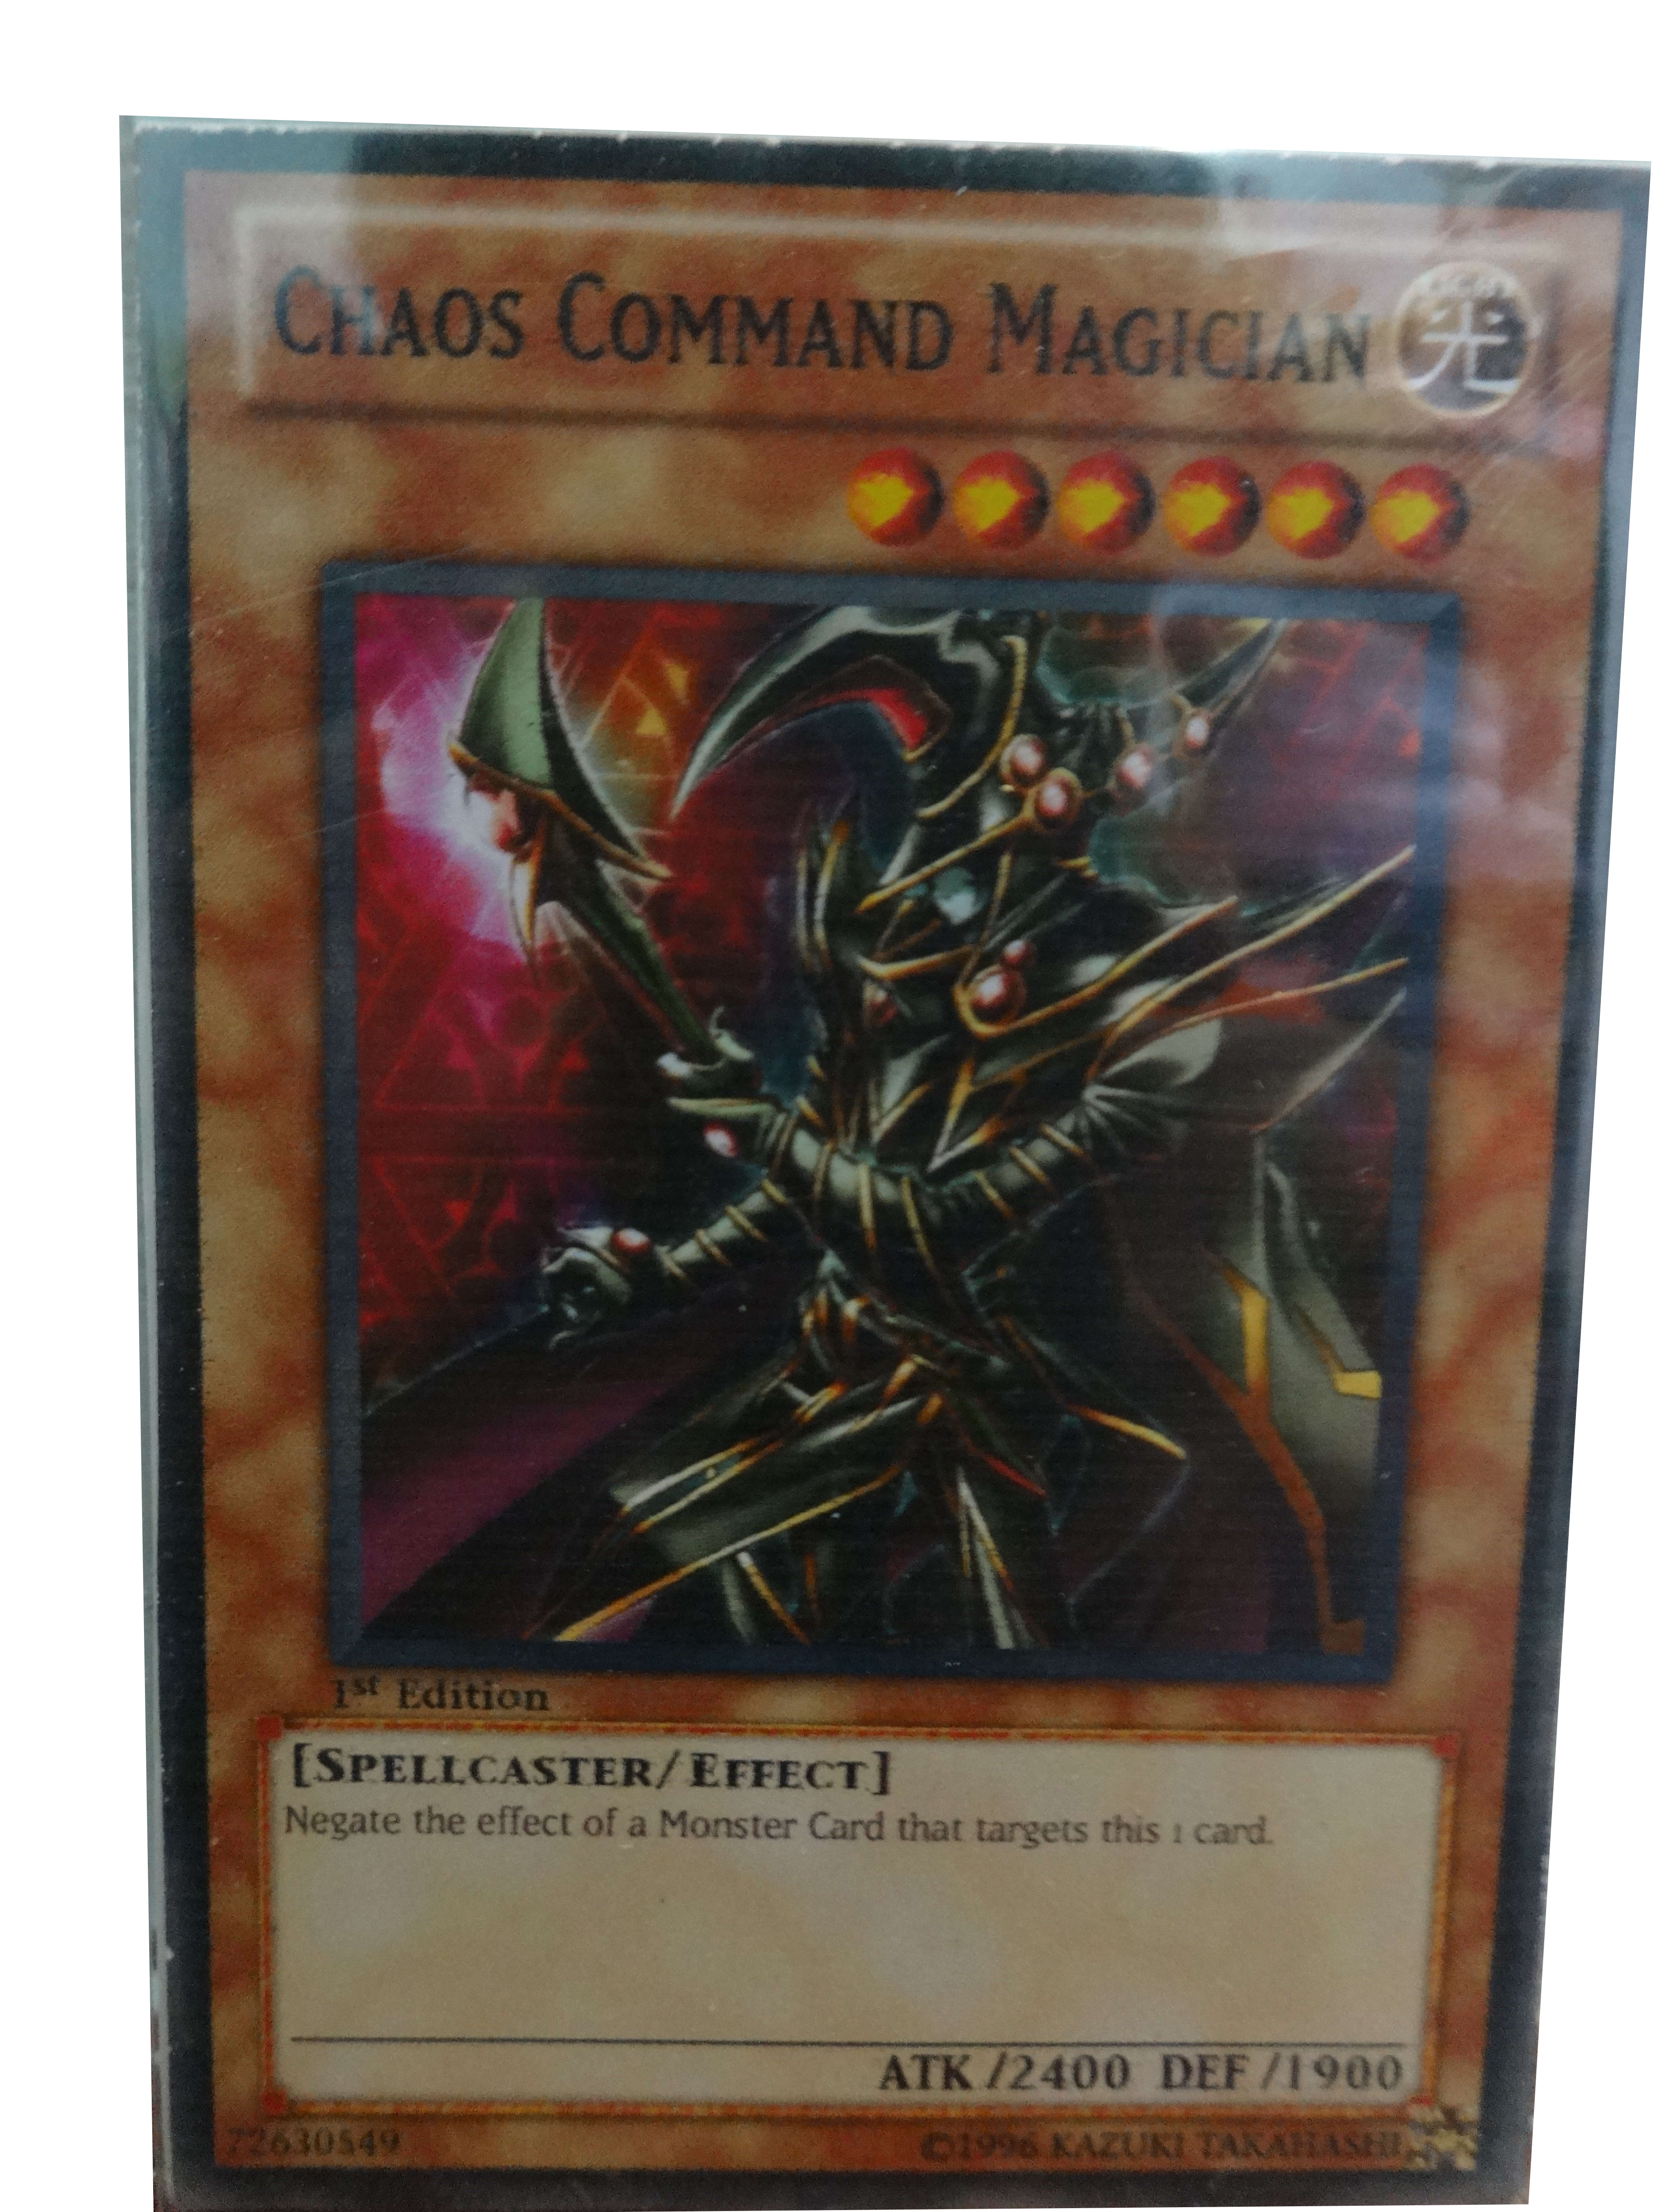 CHAOS COMMAND MAGICIAN
光
1st Edition
[SPELLCASTER/EFFECT]
Negate the effect of a Monster Card that targets this 1 card.
ATK/2400 DEF/1900
72630549
©1996 KAZUKI TAKAHASHI